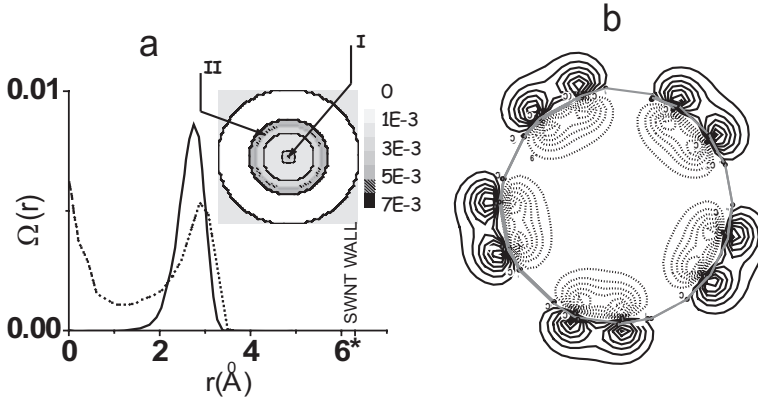 a
b
I
II
0
1E-3
3E-3
5E-3
7E-3
0.01
0.00
Ω(r)
0
2
4
6*
r(Å)
SWNT WALL